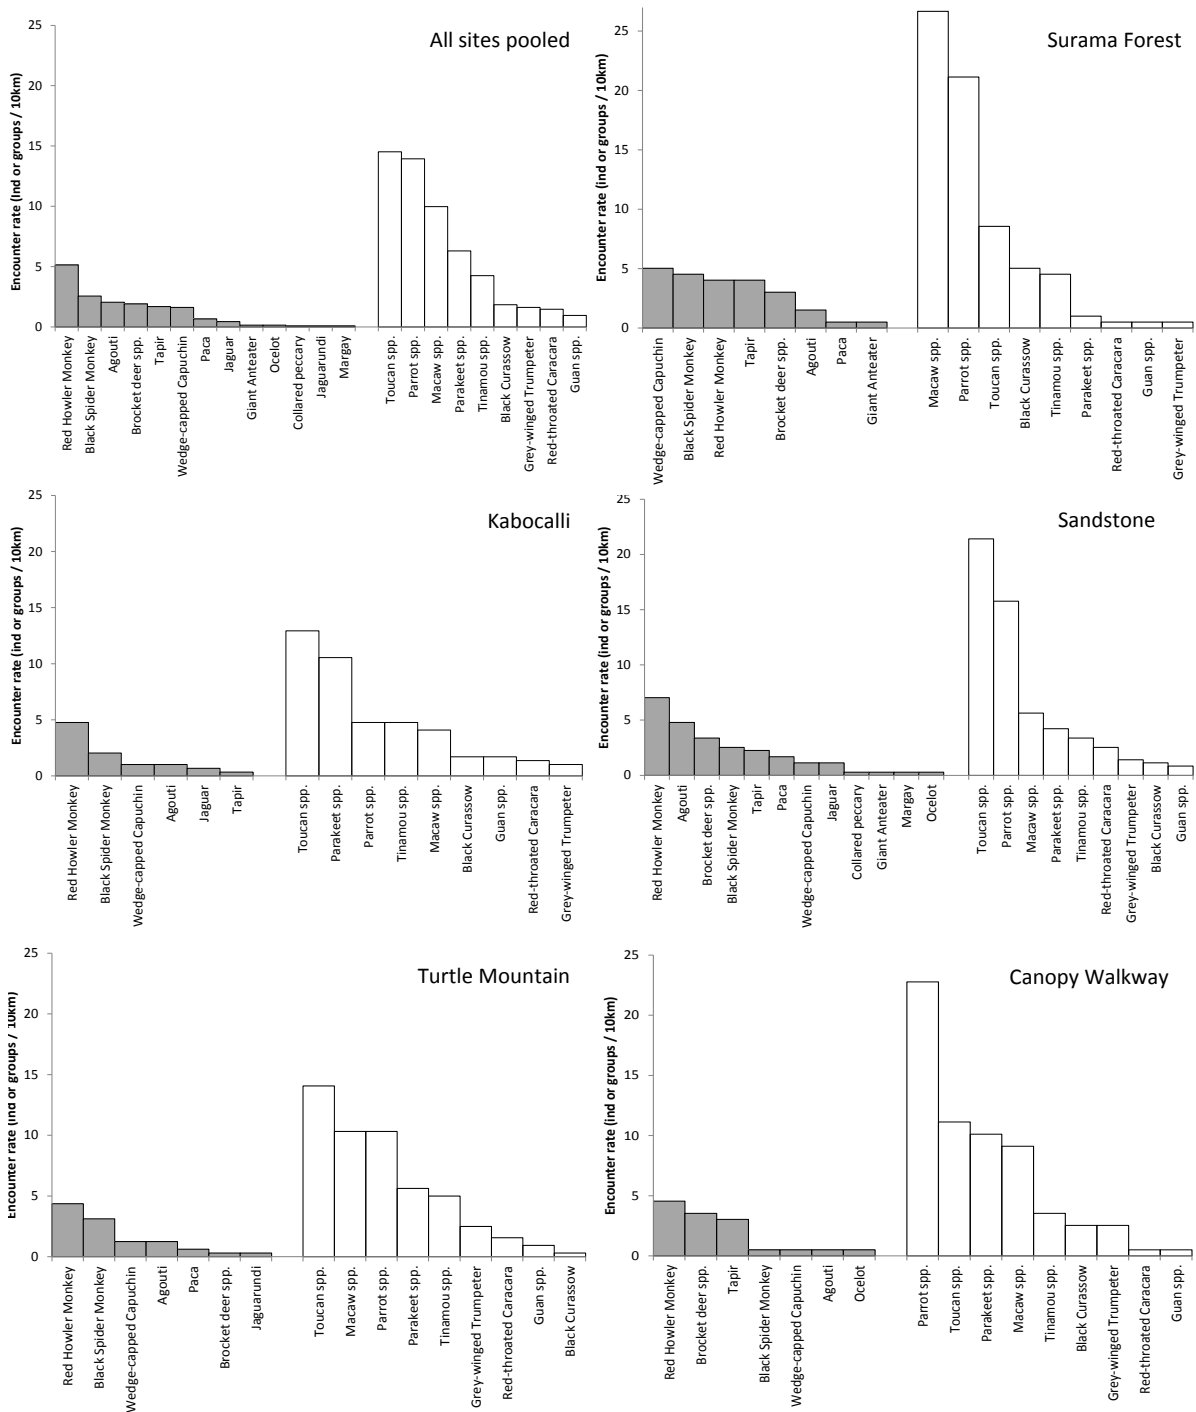 All sites pooled
Encounter rate (Ind or groups / 10km)
25
20
15
10
5
0
Red Howler Monkey
Black Spider Monkey
Agouti
Brocket deer spp.
Tapir
Wedge-capped Capuchin
Paca
Jaguar
Giant Anteater
Ocelot
Collared peccary
Jaguarundi
Margay
Toucan spp.
Parrot spp.
Macaw spp.
Parakeet spp.
Tinamou spp.
Black Curassow
Grey-winged Trumpeter
Red-throated Caracara
Guan spp.
Surama Forest
Encounter rate (ind or groups / 10km)
25
20
15
10
5
0
Wedge-capped Capuchin
Black Spider Monkey
Red Howler Monkey
Tapir
Brocket deer spp.
Agouti
Paca
Giant Anteater
Macaw spp.
Parrot spp.
Toucan spp.
Black Curassow
Tinamou spp.
Parakeet spp.
Red-throated Caracara
Guan spp.
Grey-winged Trumpeter
Kabocalli
Encounter rate (ind or groups / 10km)
25
20
15
10
5
0
Red Howler Monkey
Black Spider Monkey
Wedge-capped Capuchin
Agouti
Jaguar
Tapir
Toucan spp.
Parakeet spp.
Parrot spp.
Tinamou spp.
Macaw spp.
Black Curassow
Guan spp.
Red-throated Caracara
Grey-winged Trumpeter
Sandstone
Encounter rate (ind or groups / 10km)
25
20
15
10
5
0
Red Howler Monkey
Agouti
Brocket deer spp.
Black Spider Monkey
Tapir
Paca
Wedge-capped Capuchin
Jaguar
Collared peccary
Giant Anteater
Margay
Ocelot
Toucan spp.
Parrot spp.
Macaw spp.
Parakeet spp.
Tinamou spp.
Red-throated Caracara
Grey-winged Trumpeter
Black Curassow
Guan spp.
Turtle Mountain
Encounter rate (ind or groups / 10km)
25
20
15
10
5
0
Red Howler Monkey
Black Spider Monkey
Wedge-capped Capuchin
Agouti
Paca
Brocket deer spp.
Jaguarundi
Toucan spp.
Macaw spp.
Parrot spp.
Parakeet spp.
Tinamou spp.
Grey-winged Trumpeter
Red-throated Caracara
Guan spp.
Black Curassow
Canopy Walkway
Encounter rate (ind or groups / 10km)
25
20
15
10
5
0
Red Howler Monkey
Brocket deer spp.
Tapir
Black Spider Monkey
Wedge-capped Capuchin
Agouti
Ocelot
Parrot spp.
Toucan spp.
Parakeet spp.
Macaw spp.
Tinamou spp.
Black Curassow
Grey-winged Trumpeter
Red-throated Caracara
Guan spp.